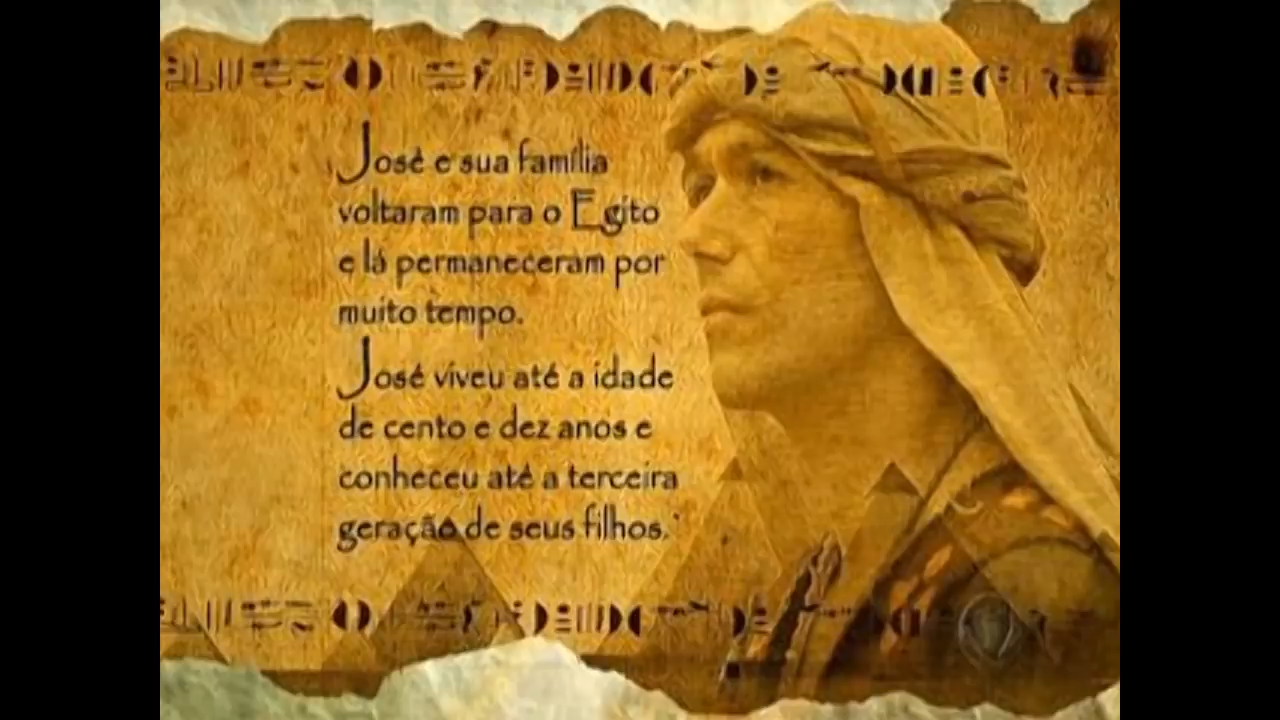 José e sua família
voltaram para o Egito
e lá permaneceram por
muito tempo.
José viveu até a idade
de cento e dez anos e
conheceu até a terceira
geração de seus filhos.